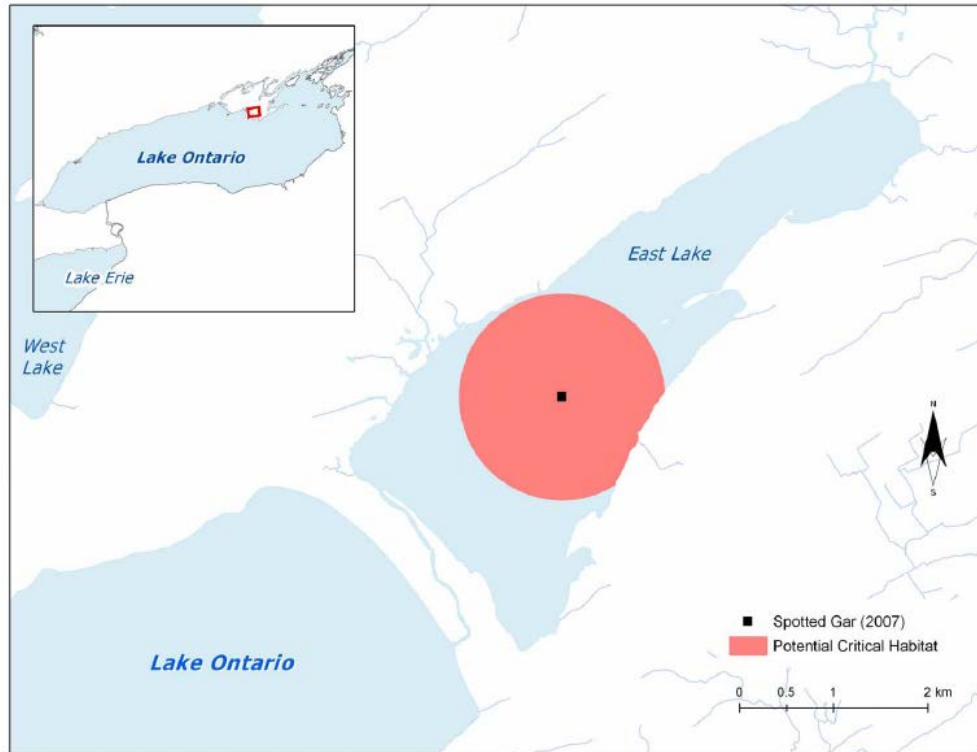 Lake Ontario
Lake Erie
West
Lake
East Lake
N
S
Spotted Gar (2007)
Potential Critical Habitat
0 0.5 1 2 km
Lake Ontario